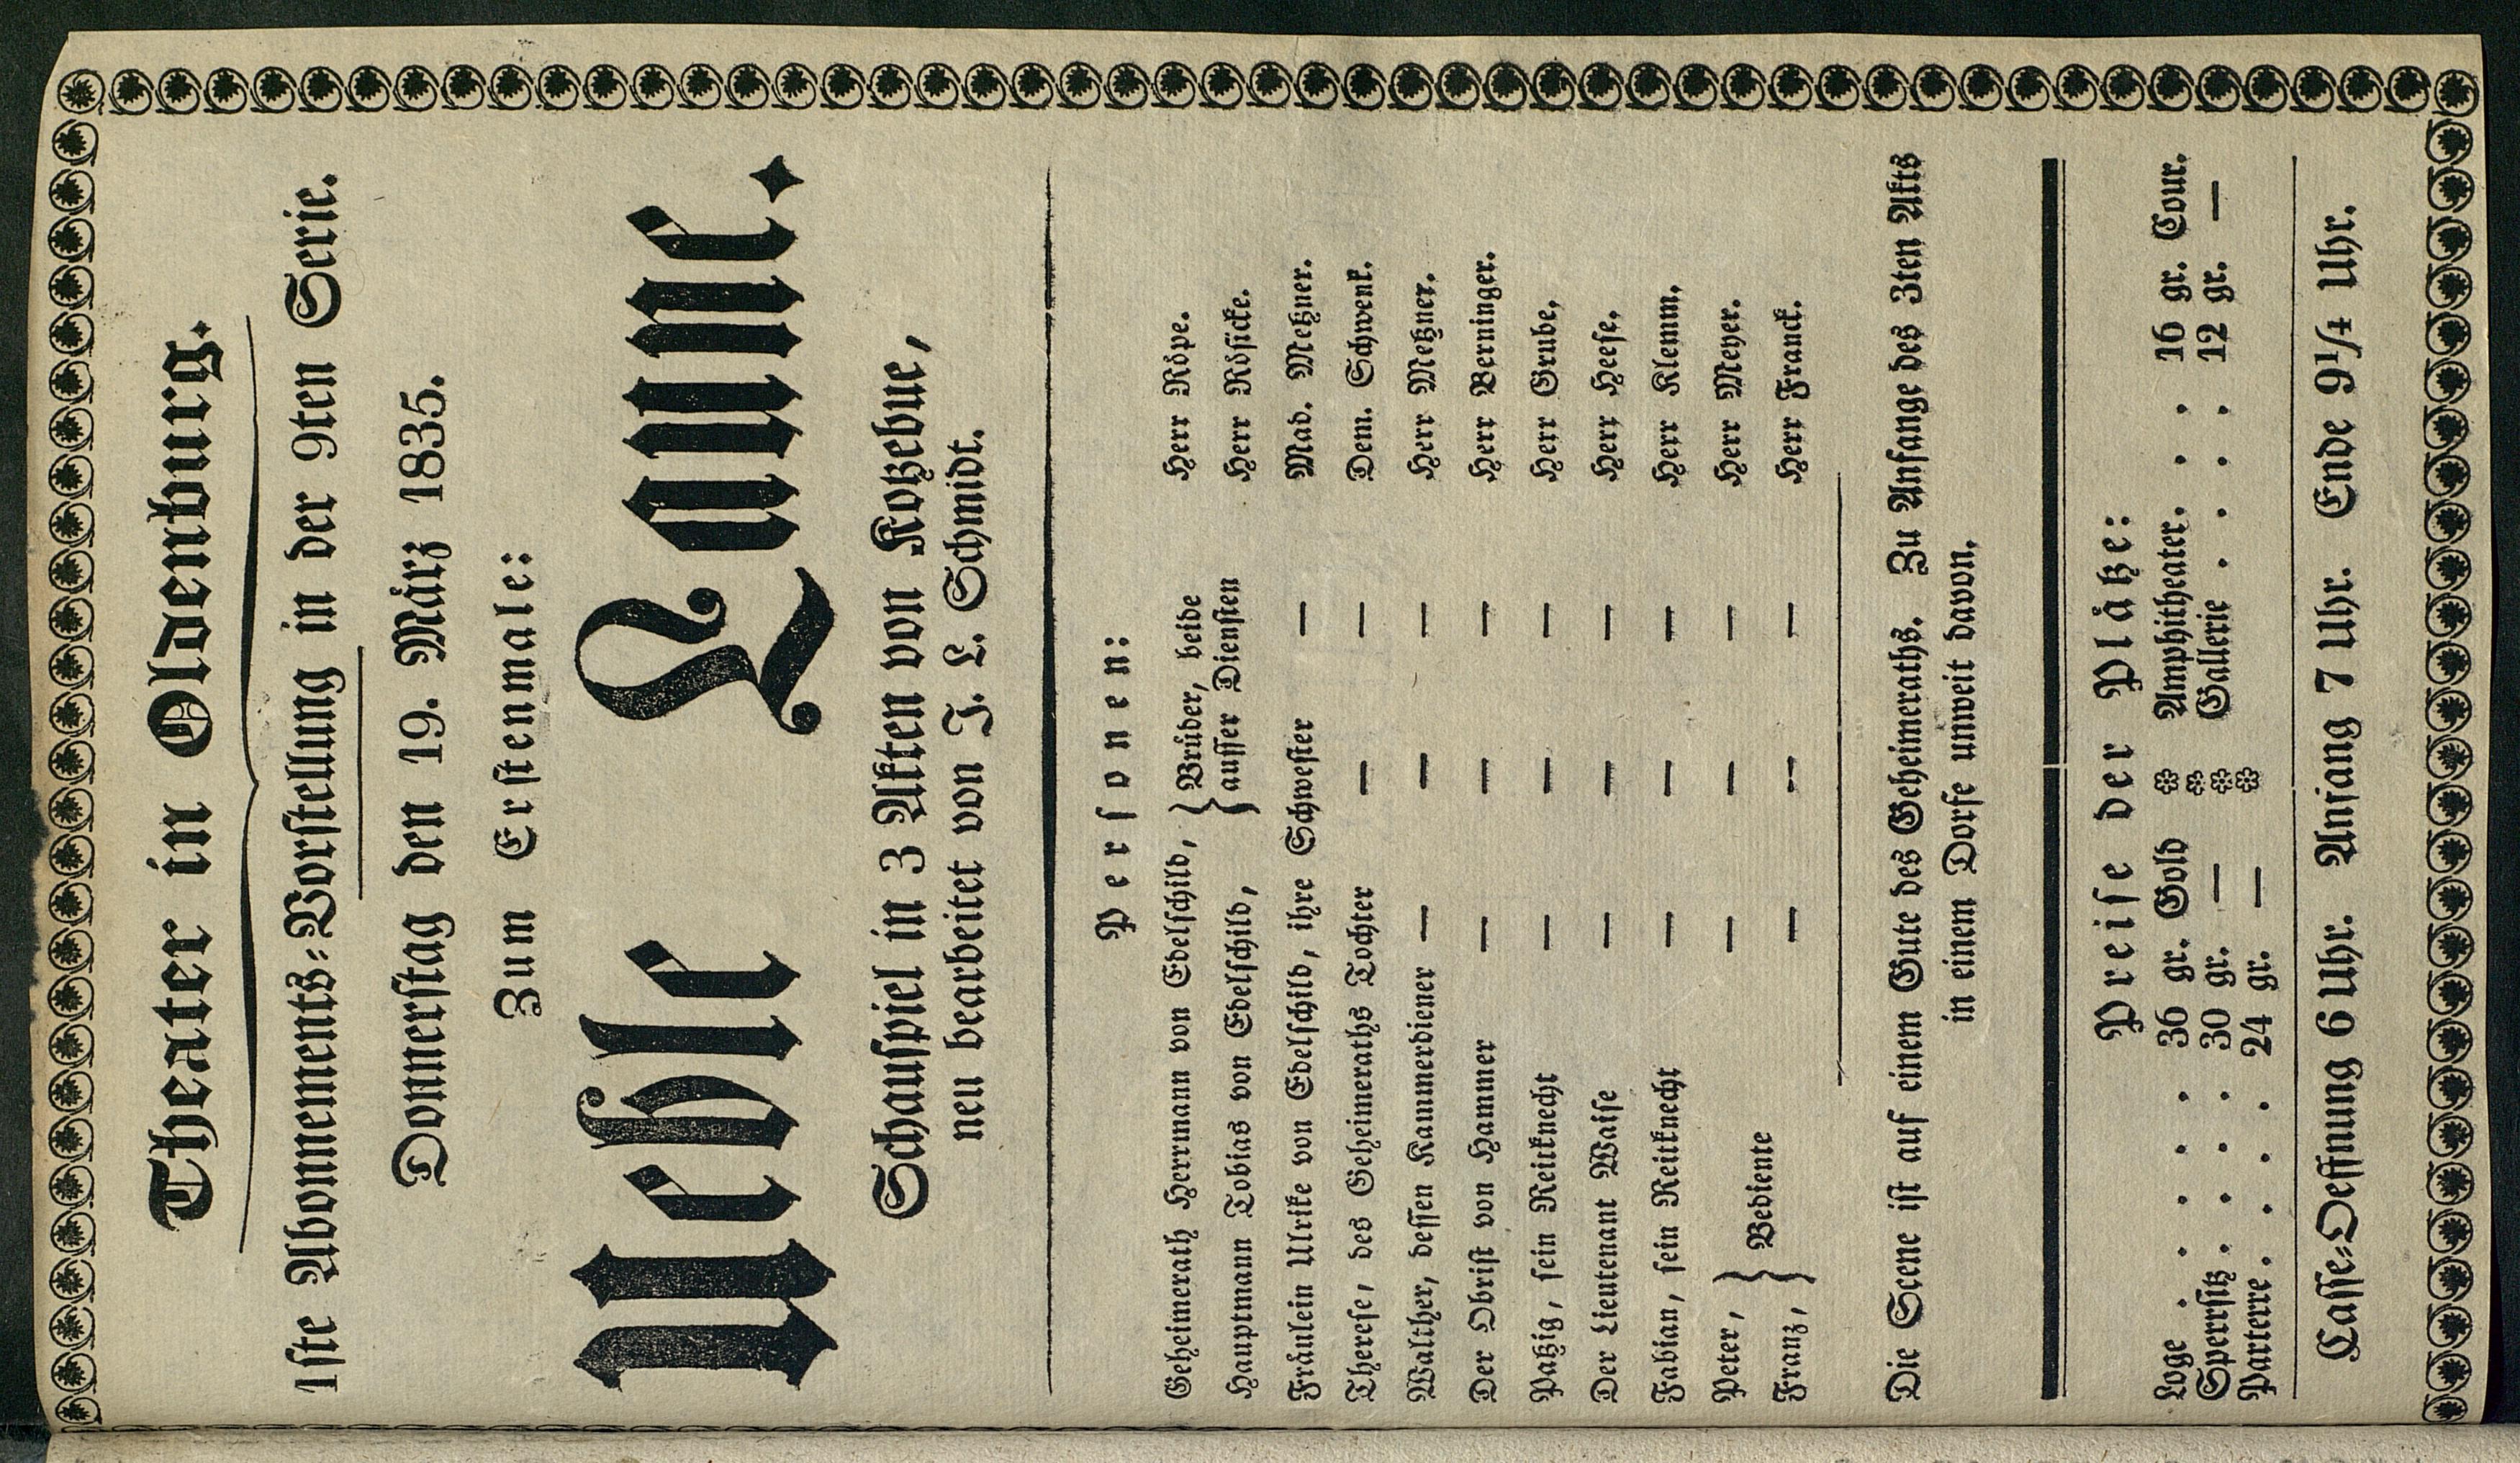 Theater in Oldenburg.
1ste Abonnements-Vorstellung in der 9ten Serie.
Donnerstag den 19. März 1835.
Zum Erstenmale:
Ueble Laune.
Schauspiel in 3 Akten von Kotzebue,
neu bearbeitet von J. L. Schmidt.
Personen:
Geheimerath Herrmann von Edelschild, } Brüder, beide Herr Röpe.
Hauptmann Tobias von Edelschild, } ausser Diensten Herr Rösicke.
Fräulein Ulrike von Edelschild, ihre Schwester — Mad. Metzner.
Therese, des Geheimeraths Tochter — — Dem. Schwenk.
Walther, dessen Kammerdiener — — — Herr Metzner.
Der Obrist von Hammer — — — Herr Berninger.
Patzig, sein Reitknecht — — — Herr Grube.
Der Lieutenant Waise — — — Herr Heese.
Fabian, sein Reitknecht — — — Herr Klemm.
Peter, } Bediente — — — Herr Meyer.
Franz, } — — — Herr Franck.
Die Scene ist auf einem Gute des Geheimeraths. Zu Anfange des 3ten Akts
in einem Dorfe unweit davon.
Preise der Plätze:
Loge . . . . . 36 gr. Gold Amphitheater. . . 16 gr. Cour.
Sperrsitz . . . . 30 gr. — Gallerie . . . . 12 gr. —
Parterre . . . . 24 gr. —
Casse-Oeffnung 6 Uhr. Anfang 7 Uhr. Ende 9¼ Uhr.